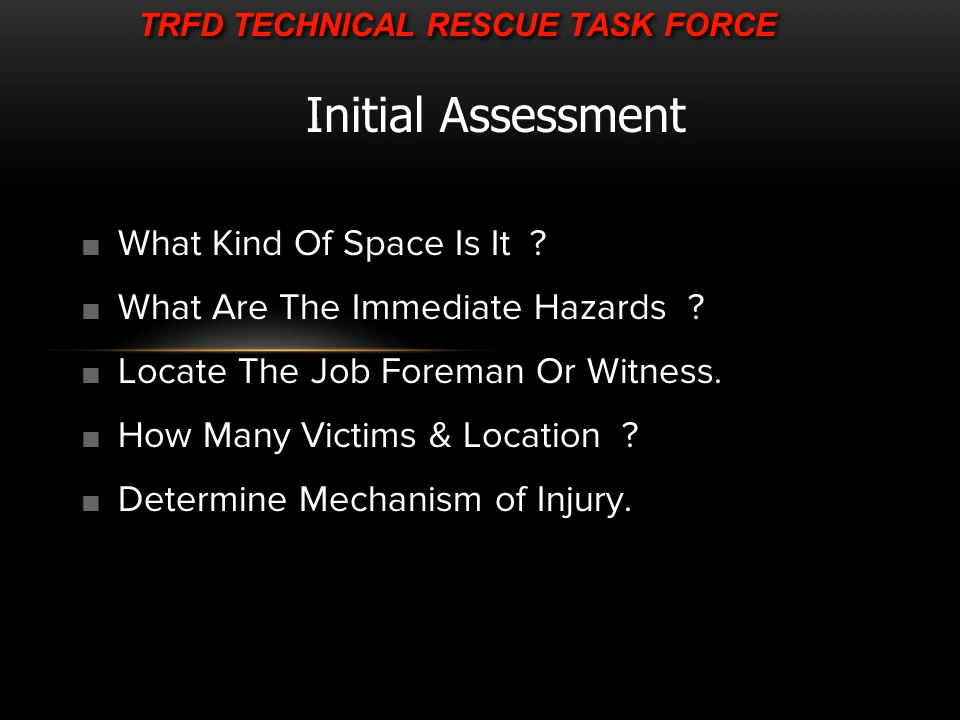 TRFD TECHNICAL RESCUE TASK FORCE
Initial Assessment
■ What Kind Of Space Is It  ?
■ What Are The Immediate Hazards  ?
■ Locate The Job Foreman Or Witness.
■ How Many Victims & Location  ?
■ Determine Mechanism of Injury.